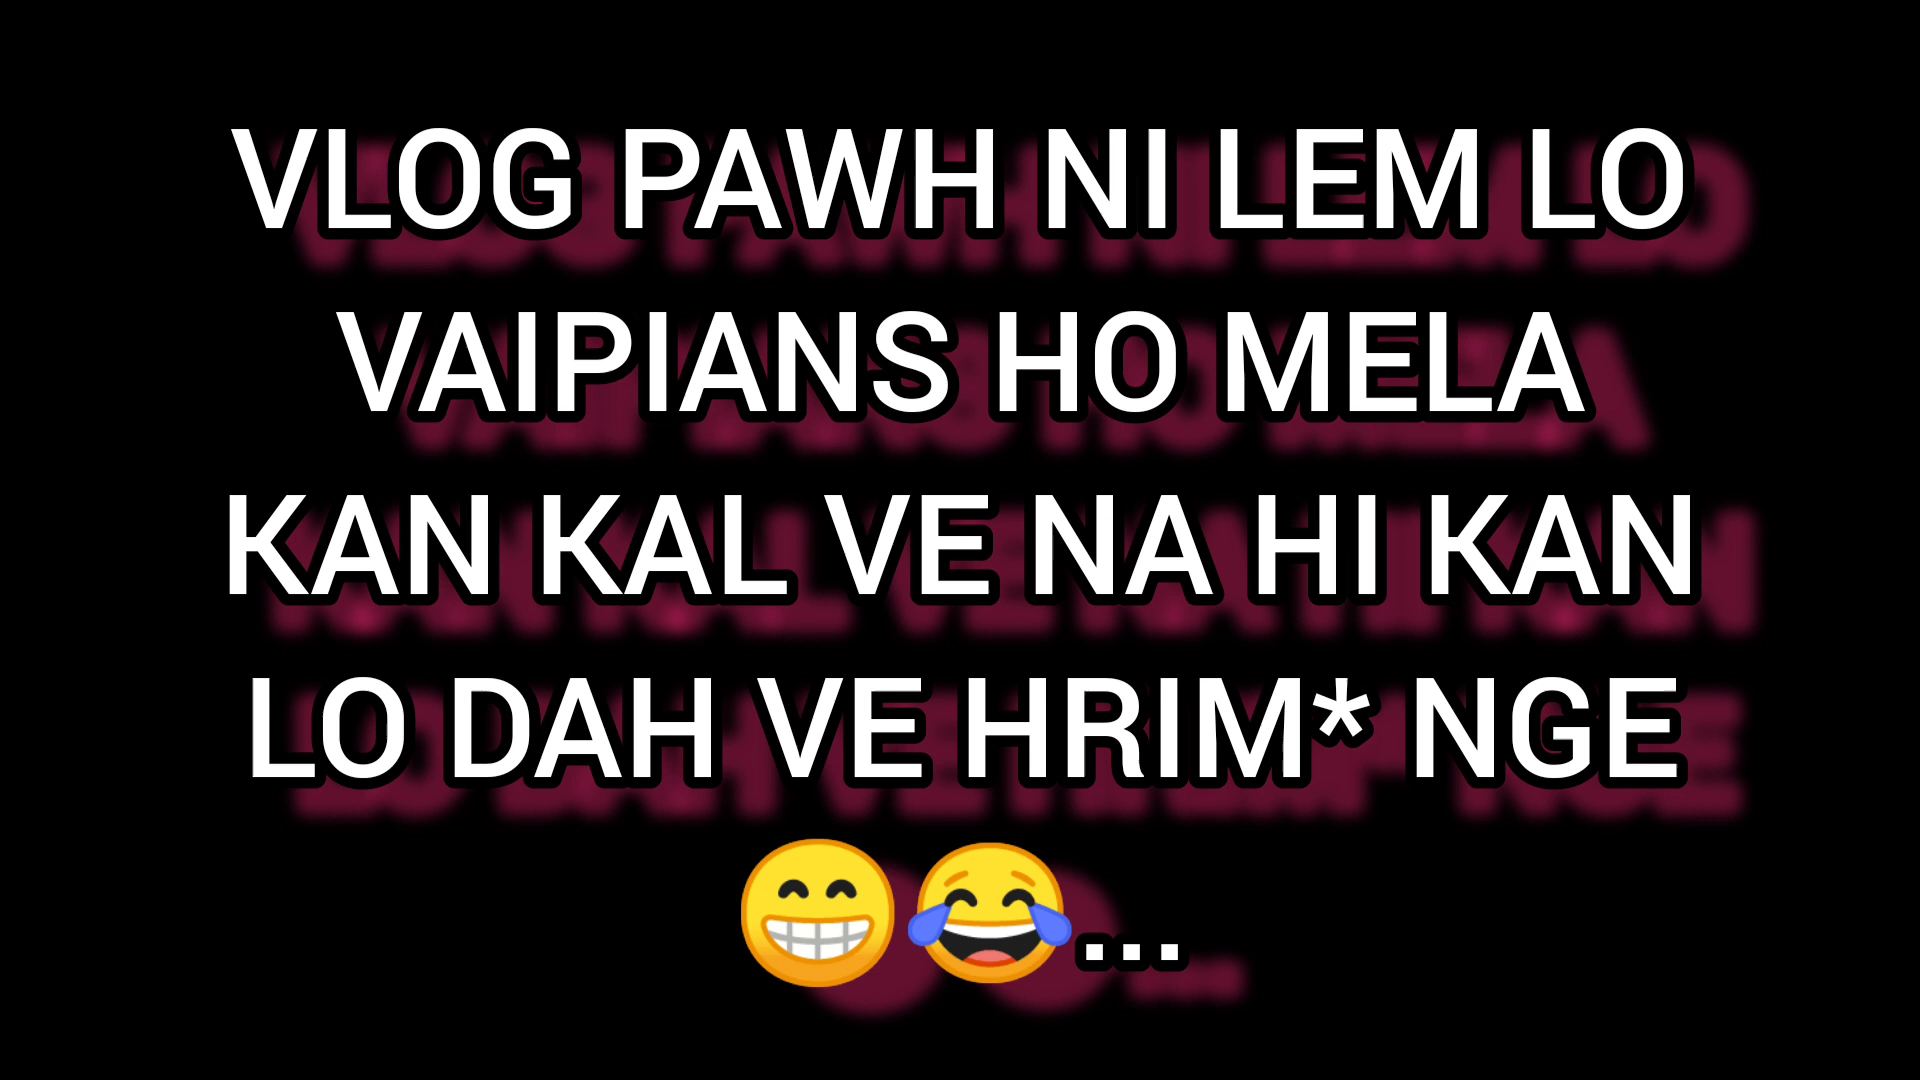 VLOG PAWH NI LEM LO
VAIPIANS HO MELA
KAN KAL VE NA HI KAN
LO DAH VE HRIM* NGE
😁😂...